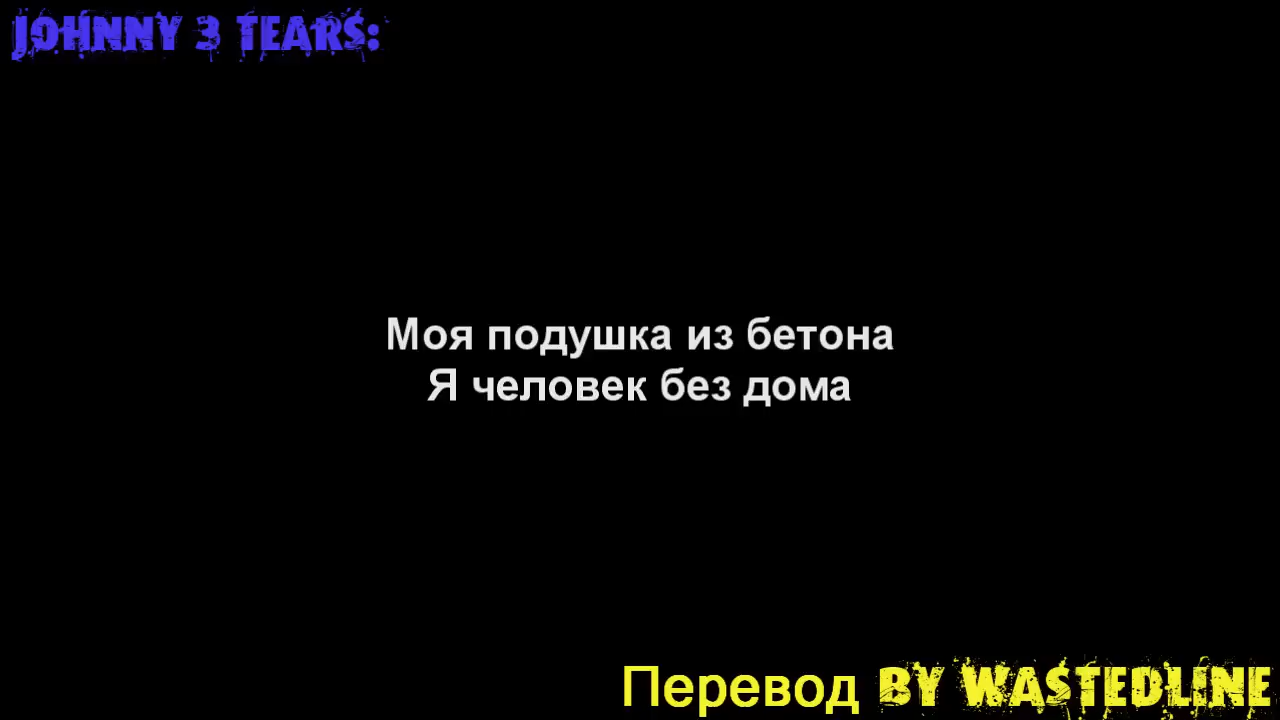 JOHNNY 3 TEARS:
Моя подушка из бетона
Я человек без дома
Перевод BY WASTEDLINE